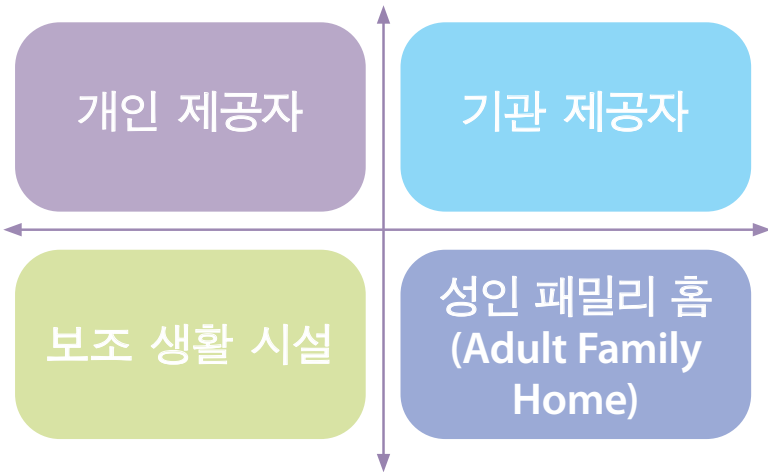 개인 제공자
기관 제공자
보조 생활 시설
성인 패밀리 홈
(Adult Family
Home)